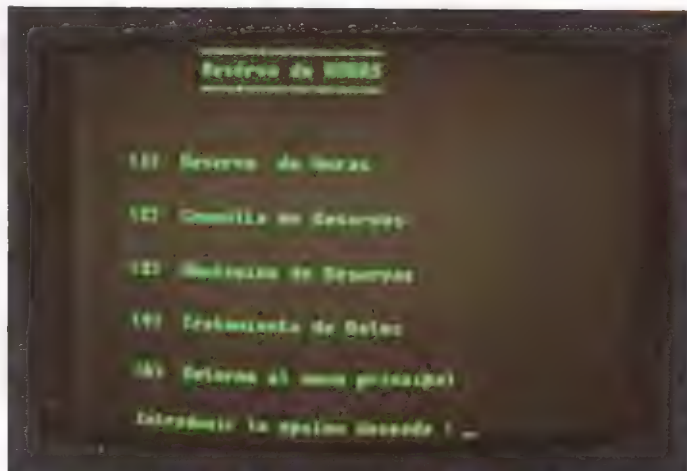 Reserva de HORAS
(1) Reserva de Horas
(2) Consulta de Reservas
(3) de Reservas
(4) Tratamiento de Datos
Retorno al menu principal
Introducir la opcion deseada :